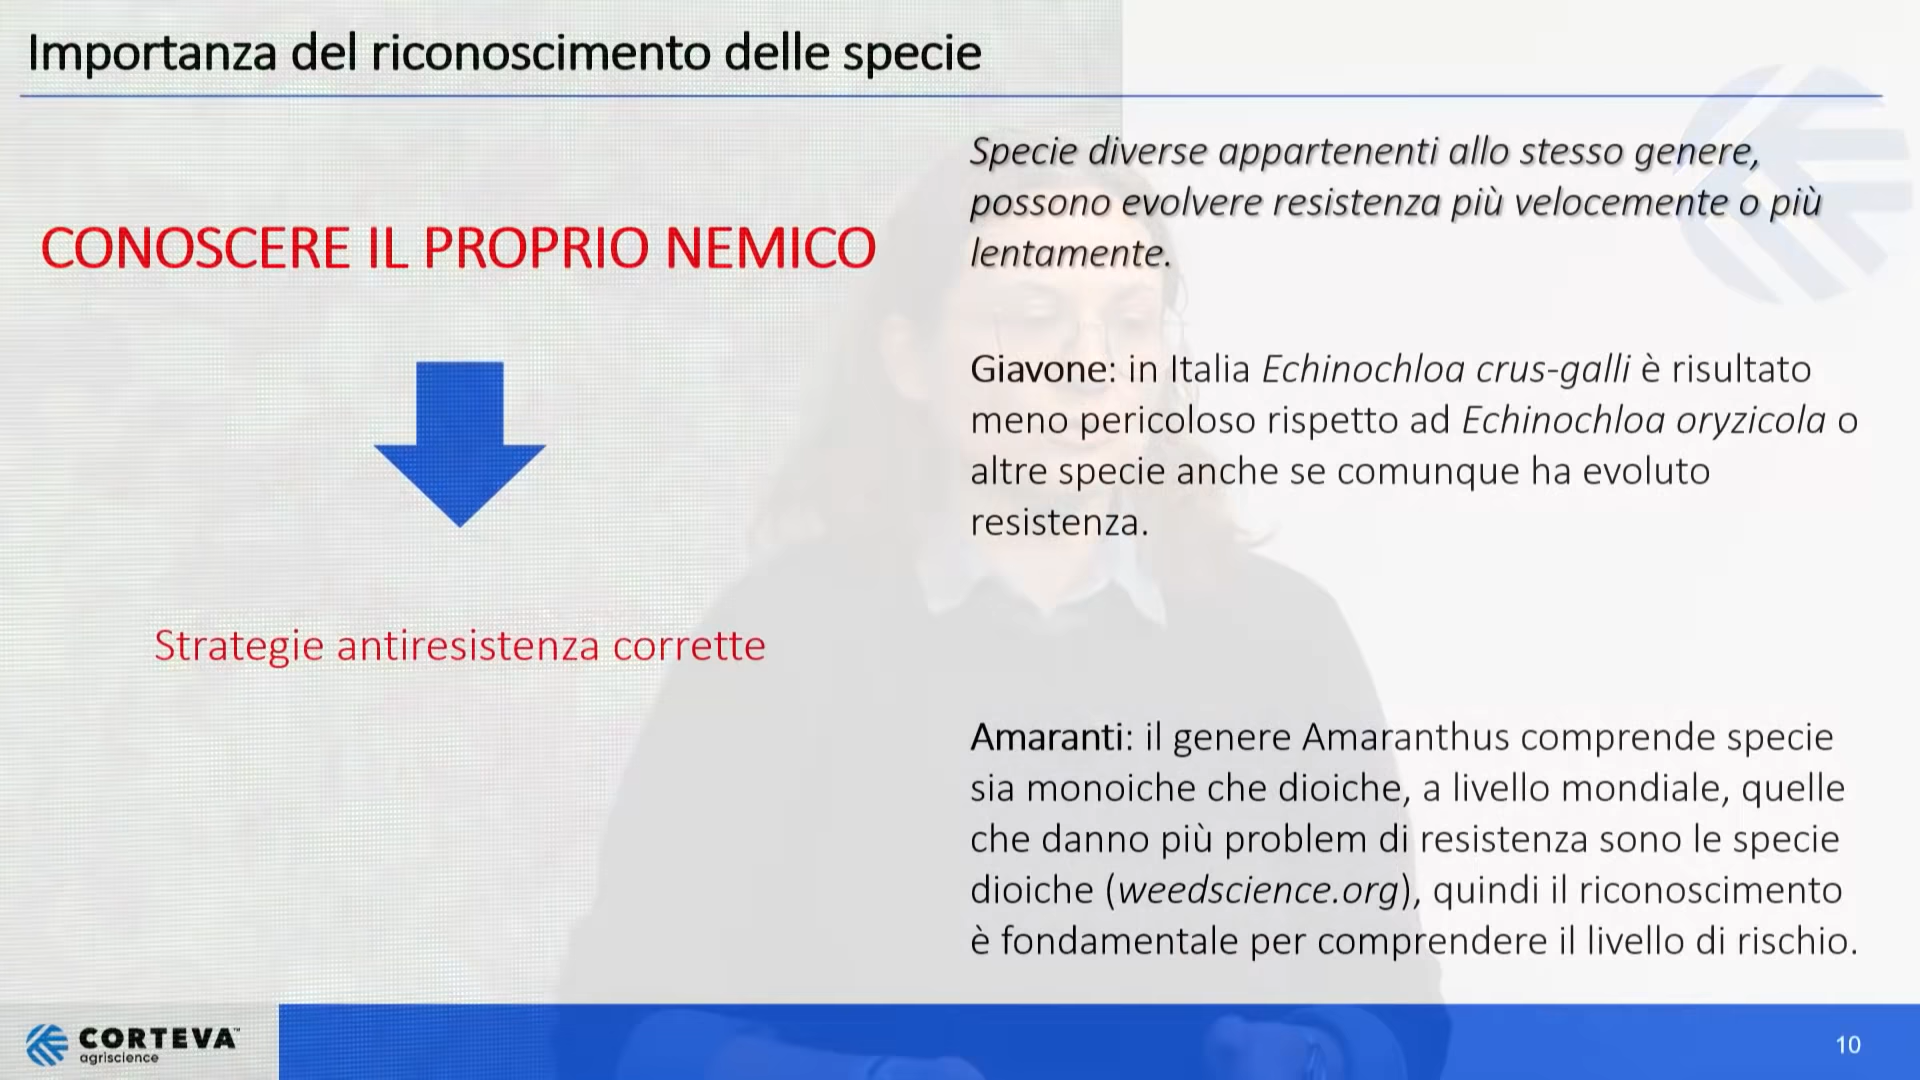 Importanza del riconoscimento delle specie
CONOSCERE IL PROPRIO NEMICO
Strategie antiresistenza corrette
Specie diverse appartenenti allo stesso genere,
possono evolvere resistenza più velocemente o più
lentamente.
Giavone: in Italia Echinochloa crus-galli è risultato
meno pericoloso rispetto ad Echinochloa oryzicola o
altre specie anche se comunque ha evoluto
resistenza.
Amaranti: il genere Amaranthus comprende specie
sia monoiche che dioiche, a livello mondiale, quelle
che danno più problem di resistenza sono le specie
dioiche (weedscience.org), quindi il riconoscimento
è fondamentale per comprendere il livello di rischio.
CORTEVA™
agriscience
10